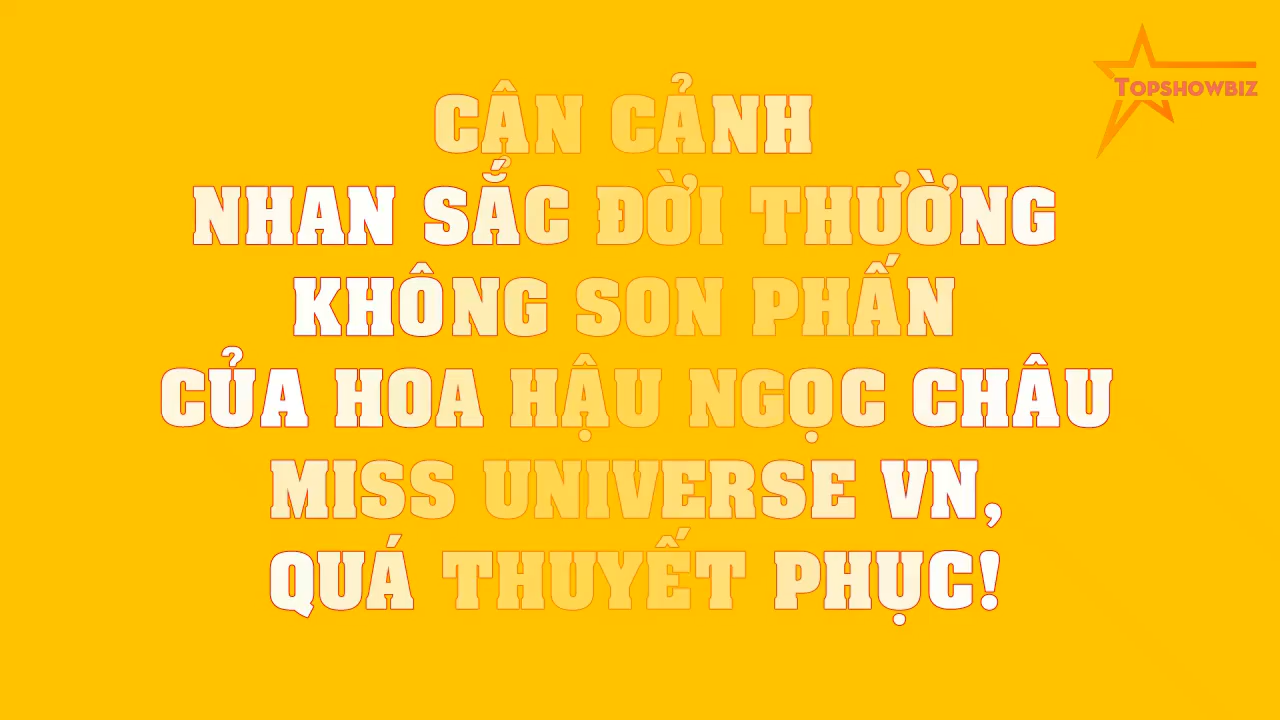 TOPSHOWBIZ
CẬN CẢNH
NHAN SẮC ĐỜI THƯỜNG
KHÔNG SON PHẤN
CỦA HOA HẬU NGỌC CHÂU
MISS UNIVERSE VN,
QUÁ THUYẾT PHỤC!